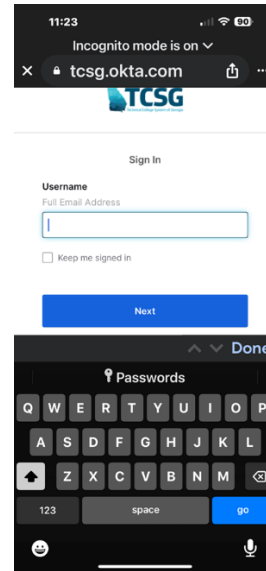 11:23
90
Incognito mode is on
tcsg.okta.com
TCSG
Sign In
Username
Full Email Address
Keep me signed in
Next
Done
Passwords
Q W E R T Y U I O P
A S D F G H J K L
Z X C V B N M
123 space go